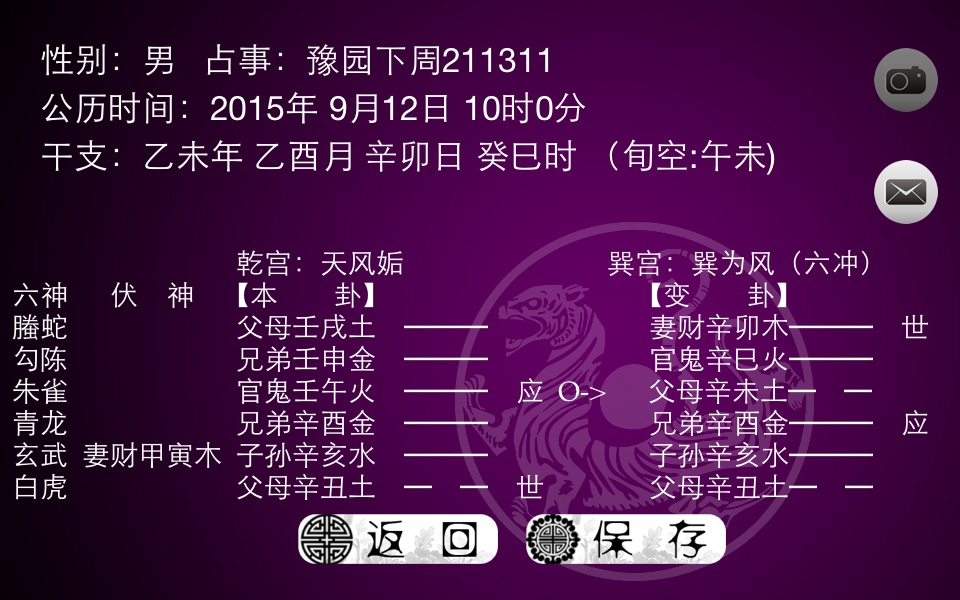 性别：男 占事：豫园下周211311
公历时间：2015年 9月12日 10时0分
干支：乙未年 乙酉月 辛卯日 癸巳时 （旬空:午未)
乾宫：天风姤 巽宫：巽为风（六冲）
六神 伏 神 【本 卦】 【变 卦】
螣蛇 父母壬戌土 妻财辛卯木 世
勾陈 兄弟壬申金 官鬼辛巳火
朱雀 官鬼壬午火 应 O-> 父母辛未土
青龙 兄弟辛酉金 兄弟辛酉金 应
玄武 妻财甲寅木 子孙辛亥水 子孙辛亥水
白虎 父母辛丑土 世 父母辛丑土
返回 保存